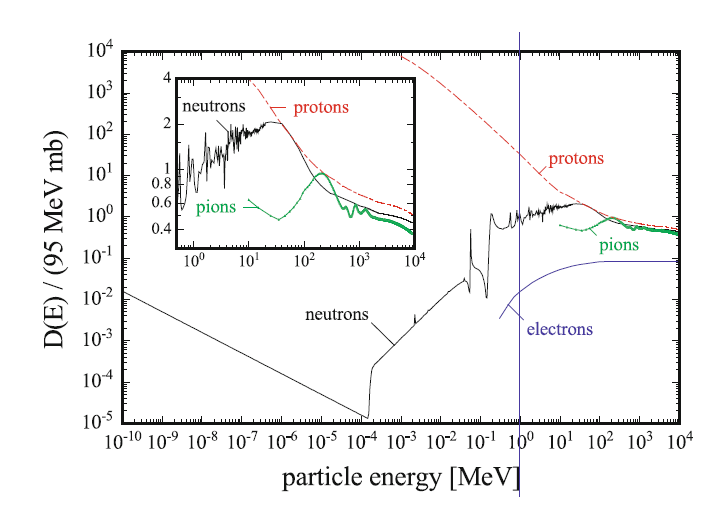 10^4
10^3
10^2
10^1
10^0
10^-1
10^-2
10^-3
10^-4
10^-5
D(E) / (95 MeV mb)
4
2
1
0.8
0.6
0.4
neutrons
protons
pions
10^0 10^1 10^2 10^3 10^4
protons
pions
neutrons
electrons
10^-10 10^-9 10^-8 10^-7 10^-6 10^-5 10^-4 10^-3 10^-2 10^-1 10^0 10^1 10^2 10^3 10^4
particle energy [MeV]